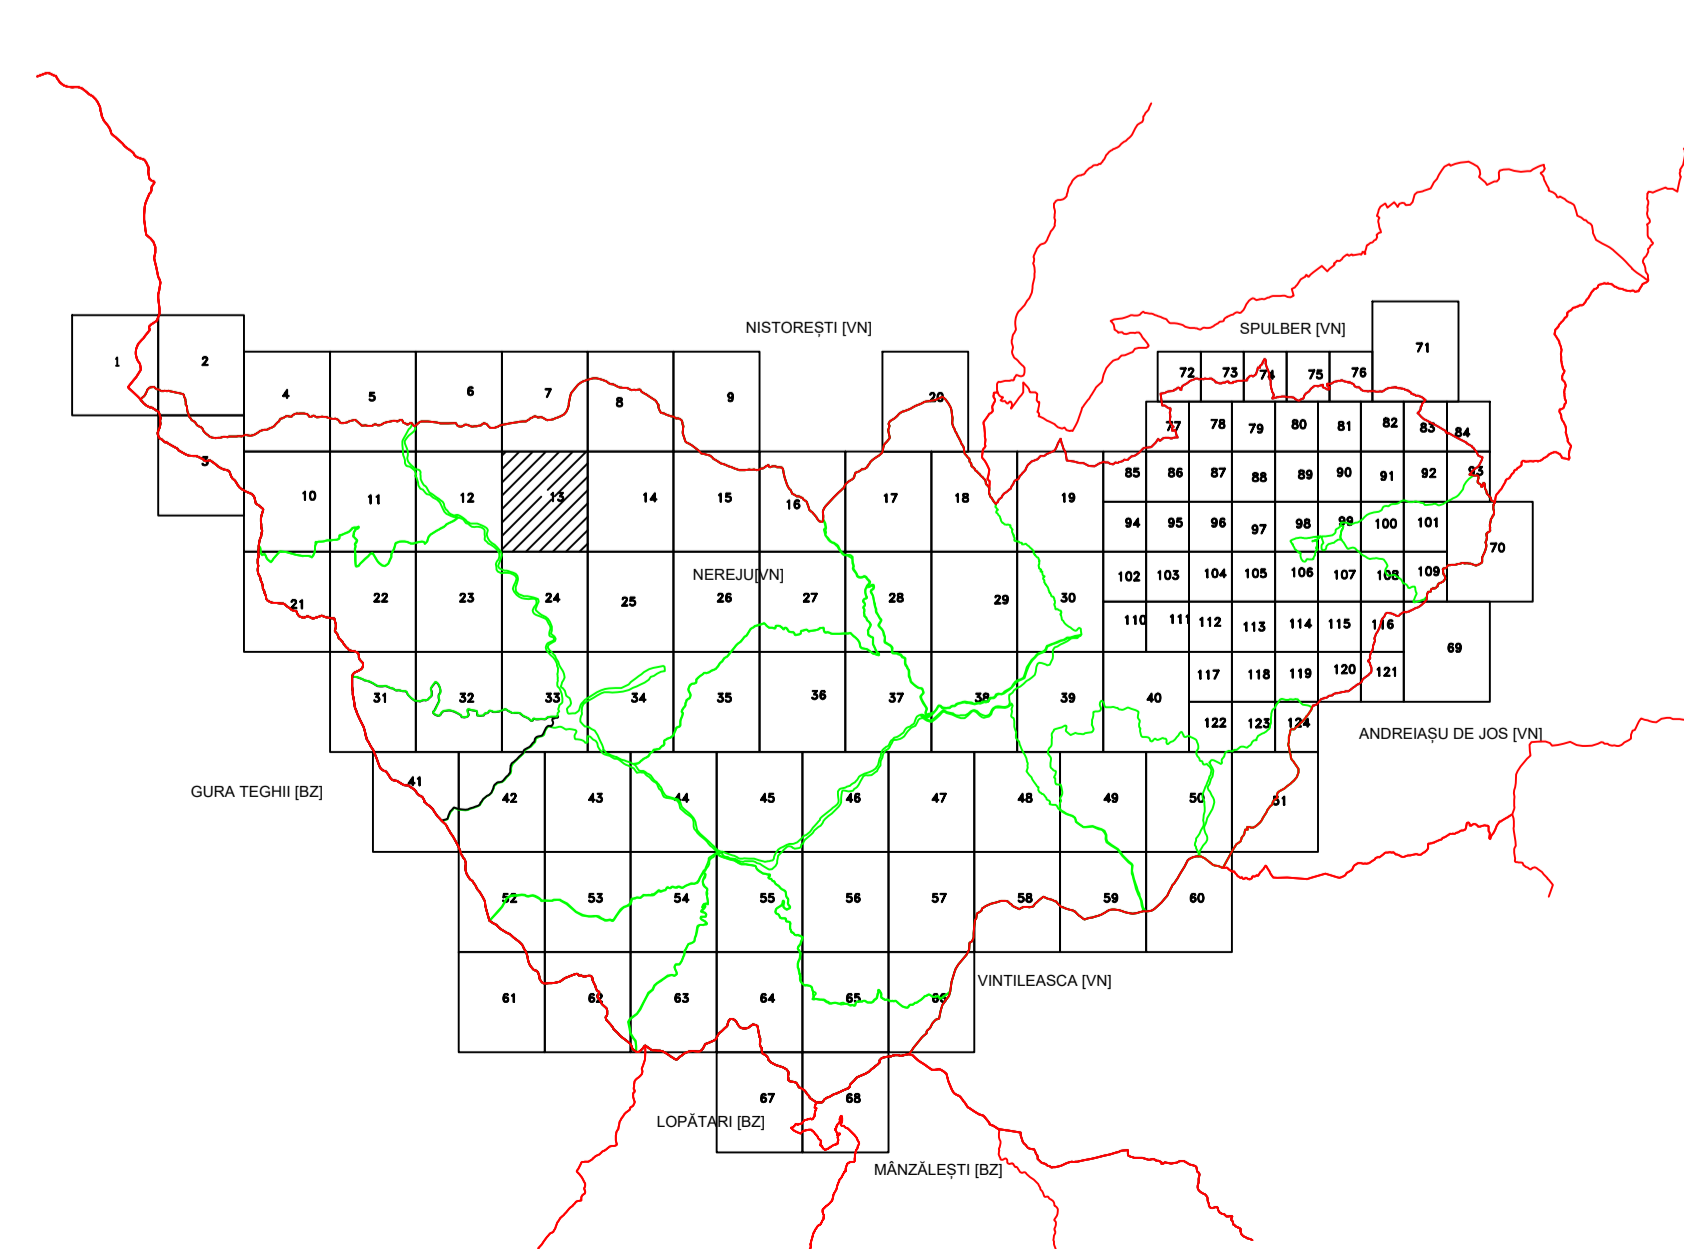 NISTOREȘTI [VN]
SPULBER [VN]
1 2 71
72 73 74 75 76
4 5 6 7 8 9 20
77 78 79 80 81 82 83 84
3
85 86 87 88 89 90 91 92 93
10 11 12 13 14 15 16 17 18 19
94 95 96 97 98 99 100 101
70
NEREJU[VN]
102 103 104 105 106 107 108 109
21 22 23 24 25 26 27 28 29 30
110 111 112 113 114 115 116
69
117 118 119 120 121
31 32 33 34 35 36 37 38 39 40
122 123 124
ANDREIAȘU DE JOS [VN]
GURA TEGHII [BZ]
41 42 43 44 45 46 47 48 49 50 51
52 53 54 55 56 57 58 59 60
VINTILEASCA [VN]
61 62 63 64 65 66
67 68
LOPĂTARI [BZ]
MÂNZĂLEȘTI [BZ]